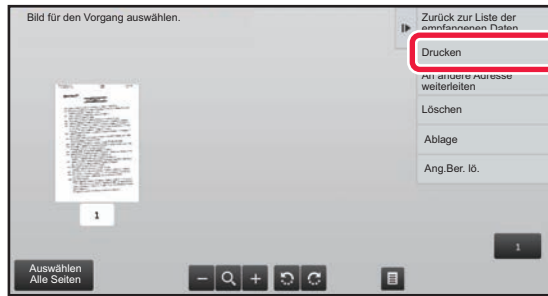 Bild für den Vorgang auswählen.
Zurück zur Liste der
empfangenen Daten
Drucken
An andere Adresse
weiterleiten
Löschen
Ablage
Ang.Ber. lö.
1
1
Auswählen
Alle Seiten